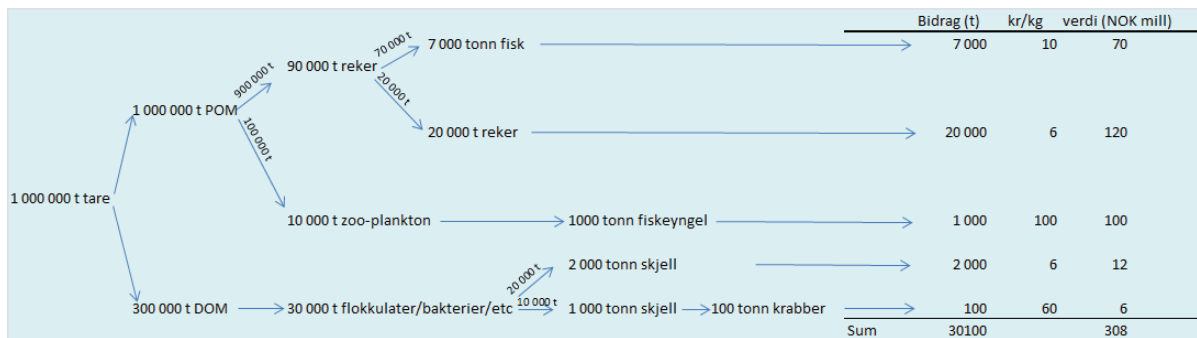 Bidrag (t) kr/kg verdi (NOK mill)
70 000 t 7 000 tonn fisk 7 000 10 70
900 000 t 90 000 t reker
20 000 t
1 000 000 t POM
100 000 t 20 000 t reker 20 000 6 120
1 000 000 t tare
10 000 t zoo-plankton 1000 tonn fiskeyngel 1 000 100 100
20 000 t 2 000 tonn skjell 2 000 6 12
300 000 t DOM 30 000 t flokkulater/bakterier/etc 10 000 t 1 000 tonn skjell 100 tonn krabber 100 60 6
Sum 30100 308